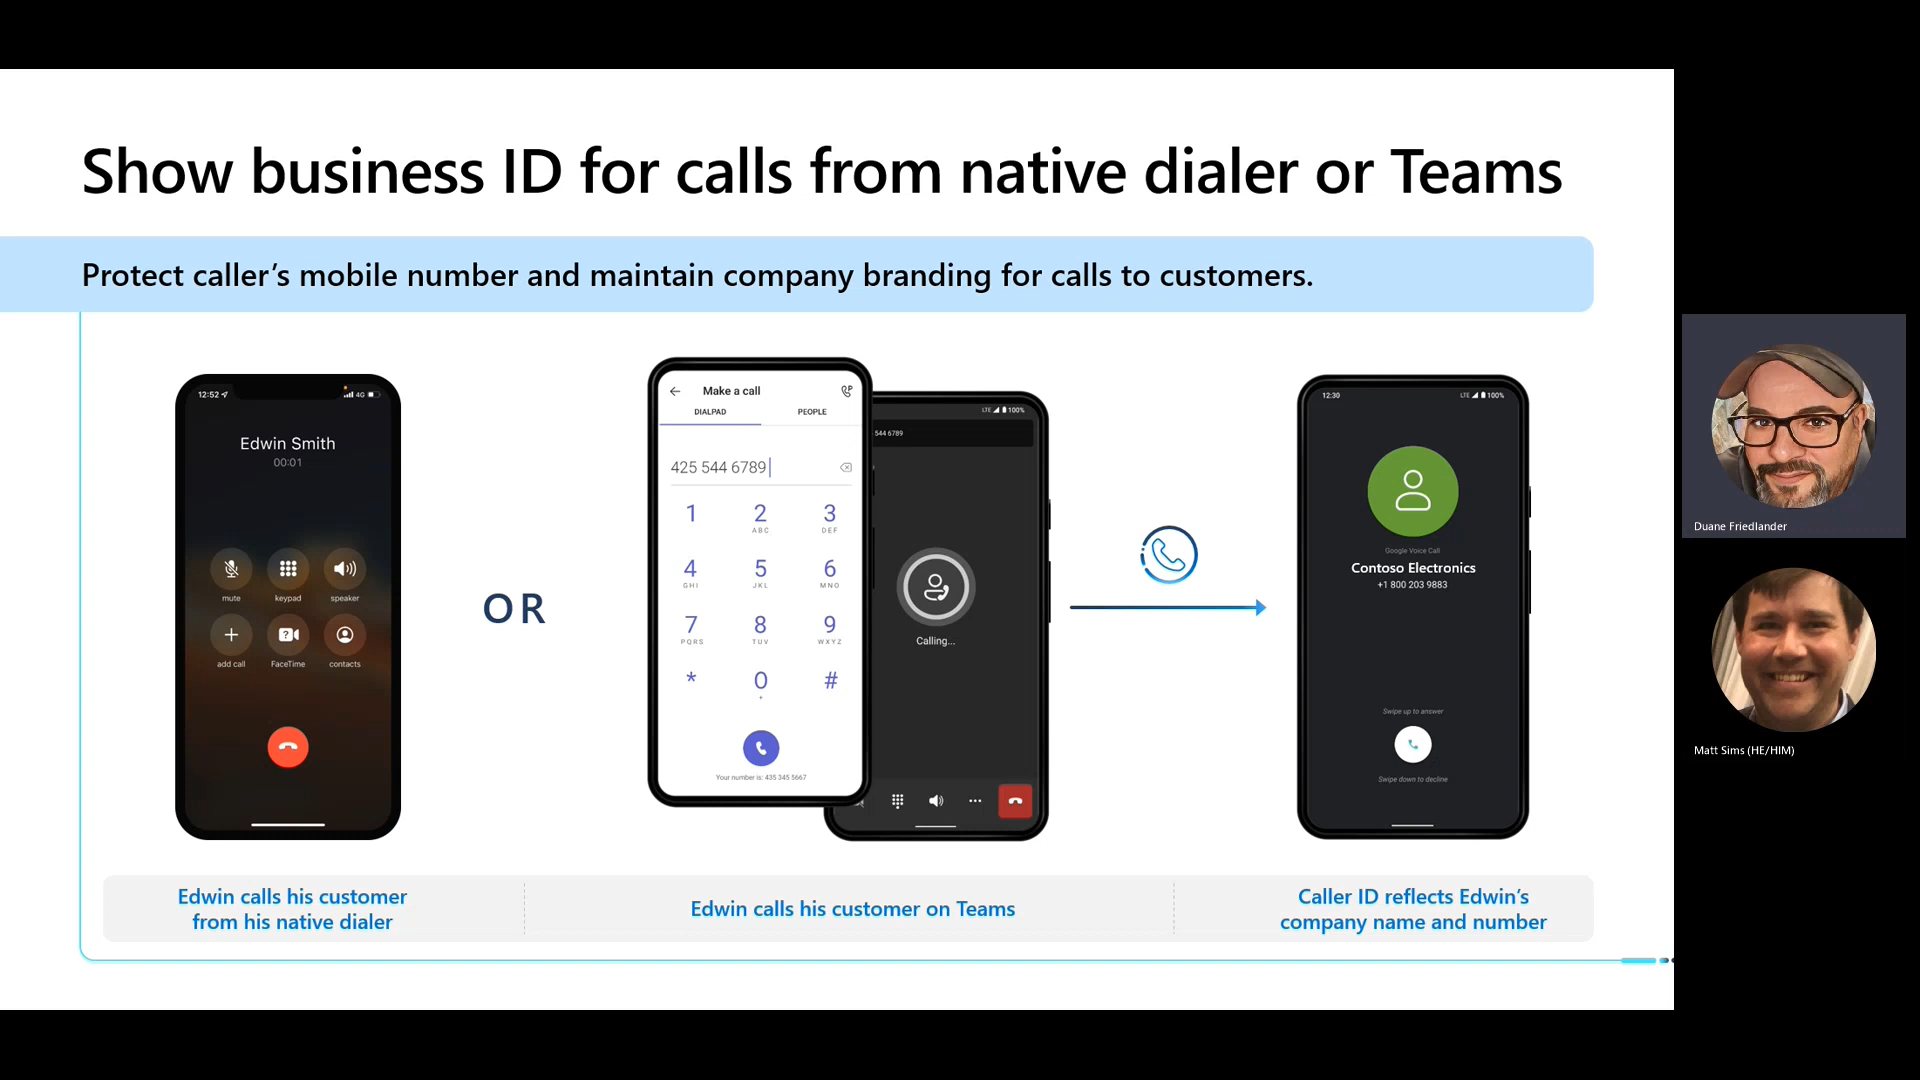 Show business ID for calls from native dialer or Teams
Protect caller's mobile number and maintain company branding for calls to customers.
12:52
4G
Edwin Smith
00:01
mute
keypad
speaker
add call
FaceTime
contacts
OR
Make a call
DIALPAD
PEOPLE
425 544 6789
1
2
3
ABC
DEF
4
5
6
GHI
JKL
MNO
7
8
9
PQRS
TUV
WXYZ
*
0
#
+
Your number is: 435 345 5667
LTE 100%
544 6789
Calling...
12:30
LTE 100%
Google Voice Call
Contoso Electronics
+1 800 203 9883
Swipe up to answer
Swipe down to decline
Edwin calls his customer
from his native dialer
Edwin calls his customer on Teams
Caller ID reflects Edwin's
company name and number
Duane Friedlander
Matt Sims (HE/HIM)